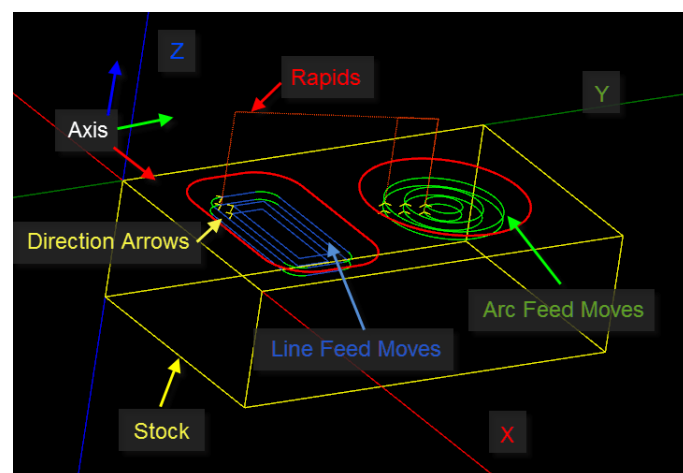 Z
Rapids
Y
Axis
Direction Arrows
Arc Feed Moves
Line Feed Moves
Stock
X